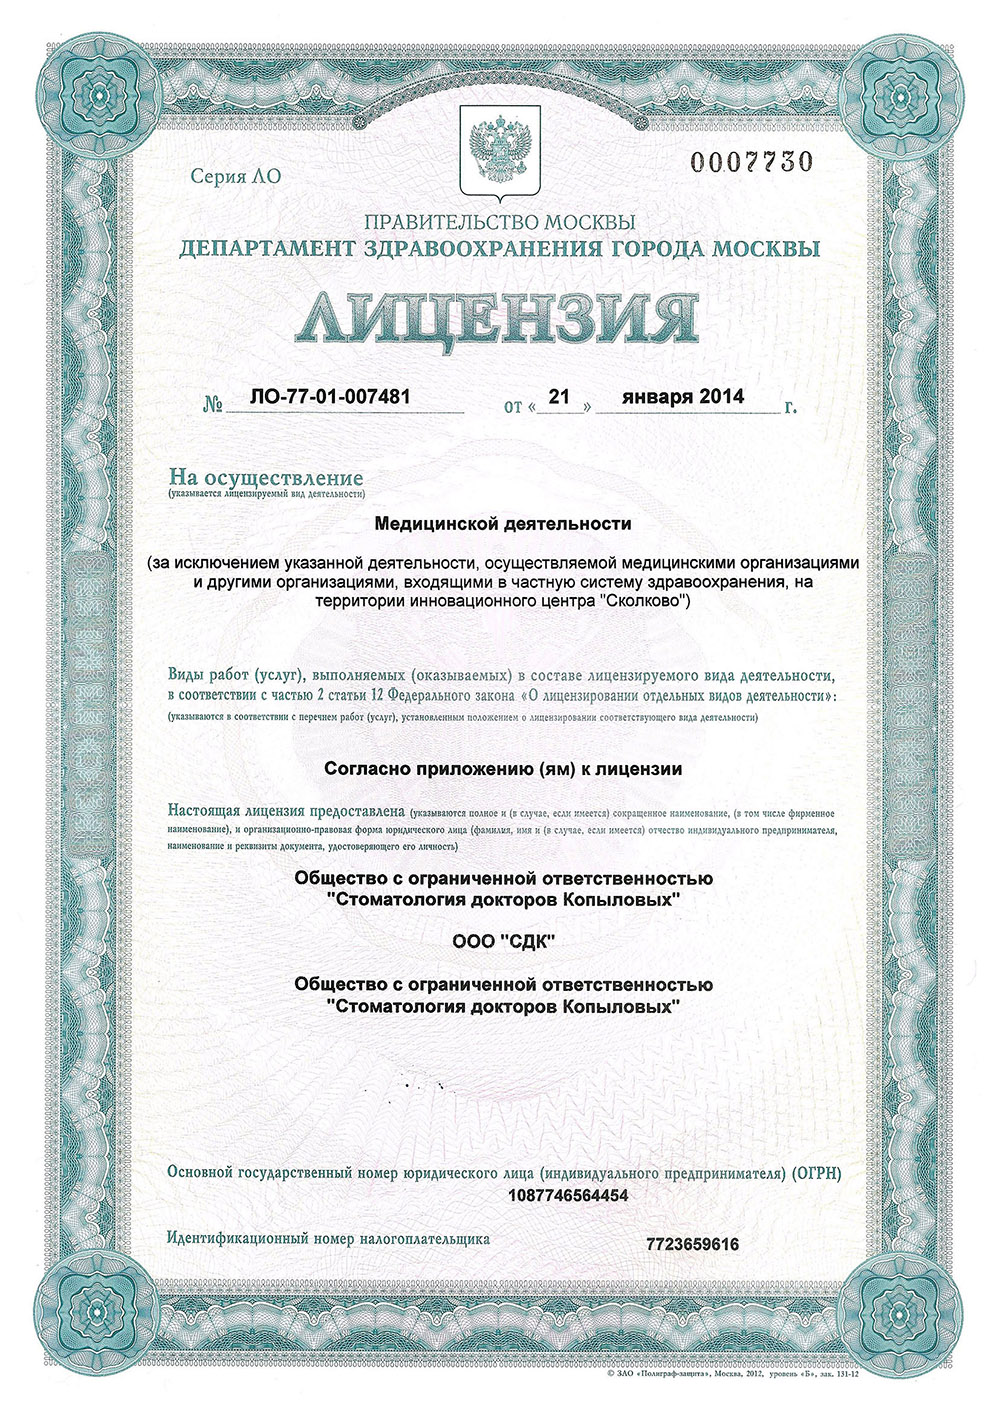 Серия ЛО
0007730
ПРАВИТЕЛЬСТВО МОСКВЫ
ДЕПАРТАМЕНТ ЗДРАВООХРАНЕНИЯ ГОРОДА МОСКВЫ
ЛИЦЕНЗИЯ
№ ЛО-77-01-007481 от « 21 » января 2014 г.
На осуществление
(указывается лицензируемый вид деятельности)
Медицинской деятельности
(за исключением указанной деятельности, осуществляемой медицинскими организациями
и другими организациями, входящими в частную систему здравоохранения, на
территории инновационного центра "Сколково")
Виды работ (услуг), выполняемых (оказываемых) в составе лицензируемого вида деятельности,
в соответствии с частью 2 статьи 12 Федерального закона «О лицензировании отдельных видов деятельности»:
(указываются в соответствии с перечнем работ (услуг), установленным положением о лицензировании соответствующего вида деятельности)
Согласно приложению (ям) к лицензии
Настоящая лицензия предоставлена (указываются полное и (в случае, если имеется) сокращенное наименование, (в том числе фирменное
наименование), и организационно-правовая форма юридического лица (фамилия, имя и (в случае, если имеется) отчество индивидуального предпринимателя,
наименование и реквизиты документа, удостоверяющего его личность)
Общество с ограниченной ответственностью
"Стоматология докторов Копыловых"
ООО "СДК"
Общество с ограниченной ответственностью
"Стоматология докторов Копыловых"
Основной государственный номер юридического лица (индивидуального предпринимателя) (ОГРН)
1087746564454
Идентификационный номер налогоплательщика 7723659616
© ЗАО «Полиграф-защита», Москва, 2012, уровень «Б», зак. 131-12